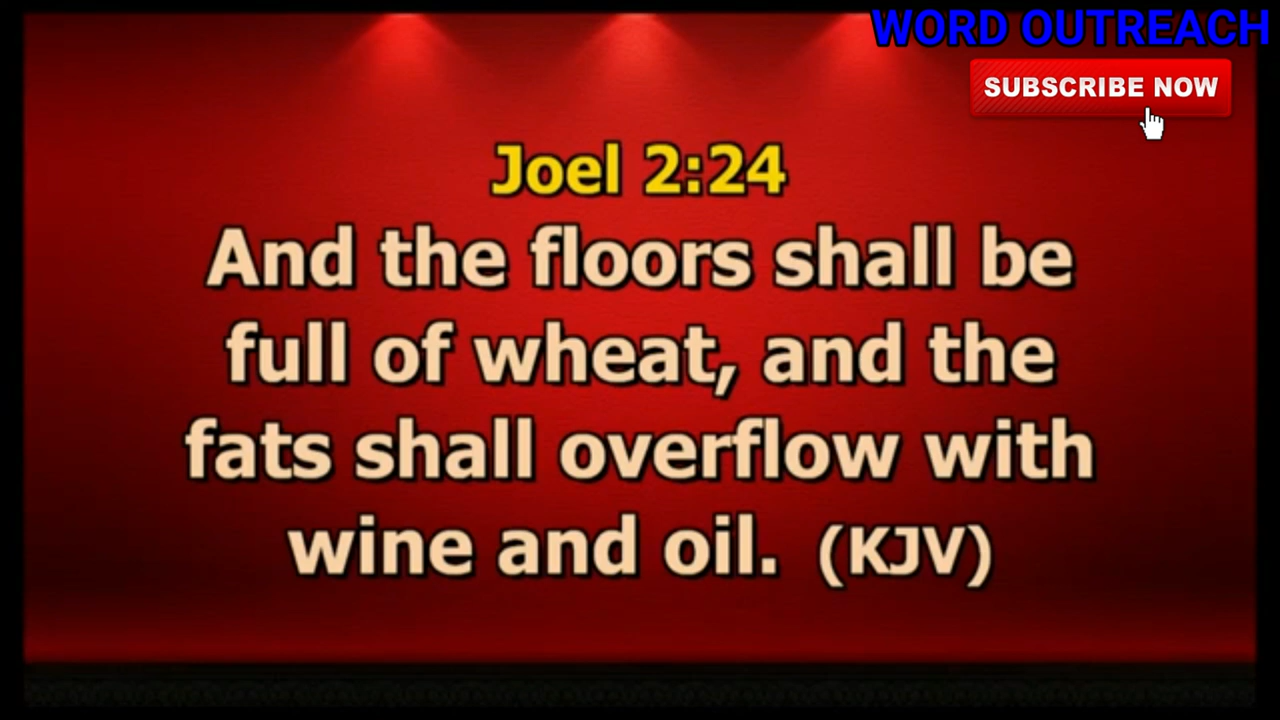 WORD OUTREACH
SUBSCRIBE NOW
Joel 2:24
And the floors shall be
full of wheat, and the
fats shall overflow with
wine and oil. (KJV)